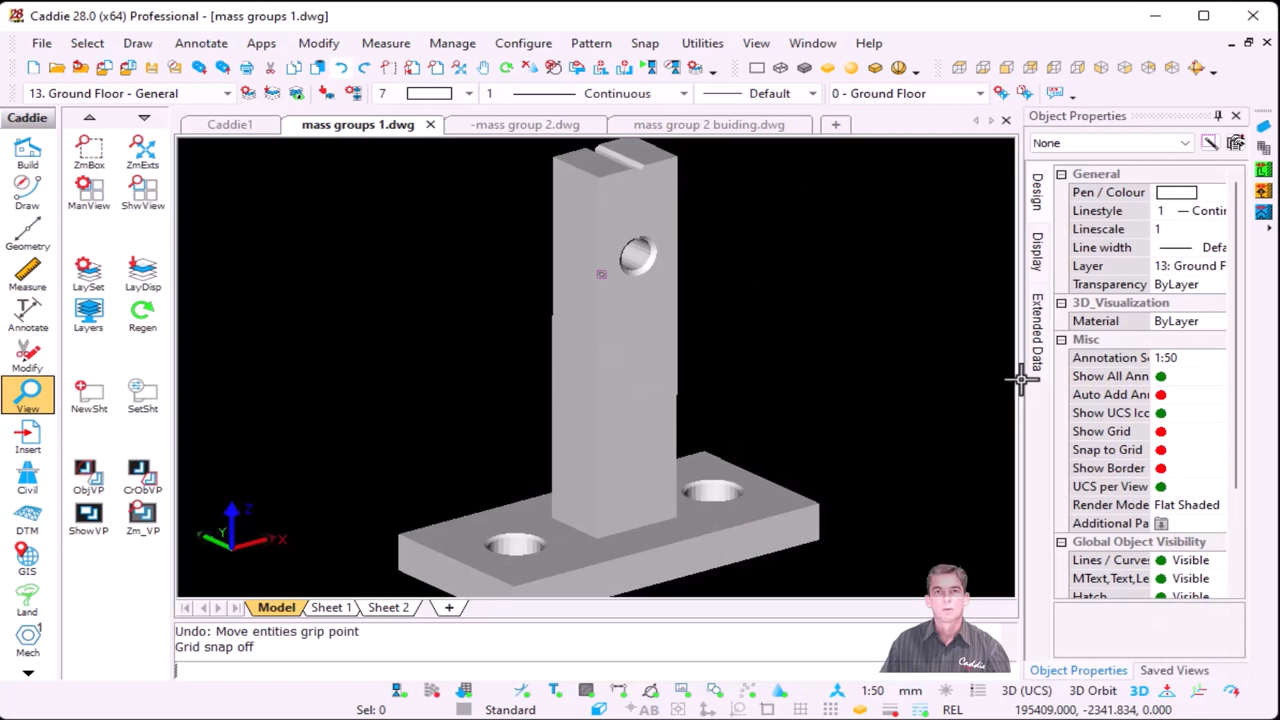 28 Caddie 28.0 (x64) Professional - [mass groups 1.dwg]
File Select Draw Annotate Apps Modify Measure Manage Configure Pattern Snap Utilities View Window Help
13. Ground Floor - General 7 1 Continuous Default 0 - Ground Floor
Caddie Caddie1 mass groups 1.dwg -mass group 2.dwg mass group 2 buiding.dwg +
Object Properties
None
Build
ZmBox ZmExts
Draw
ManView ShwView
Geometry
Measure
LaySet LayDisp
Annotate
Layers Regen
Modify
View
NewSht SetSht
Insert
Civil
ObjVP CrObVP
DTM
ShowVP Zm_VP
GIS
Land
Mech
Z
Y
X
Design
Display
Extended Data
General
Pen / Colour
Linestyle 1 — Contin
Linescale 1
Line width Defa
Layer 13: Ground F
Transparency ByLayer
3D_Visualization
Material ByLayer
Misc
Annotation Sc 1:50
Show All Ann
Auto Add Ann
Show UCS Ico
Show Grid
Snap to Grid
Show Border
UCS per View
Render Mode Flat Shaded
Additional Pa
Global Object Visibility
Lines / Curves Visible
MText,Text,Le Visible
Hatch Visible
Model Sheet 1 Sheet 2 +
Undo: Move entities grip point
Grid snap off
Caddie
Object Properties Saved Views
1:50 mm 3D (UCS) 3D Orbit 3D
Sel: 0 Standard AB REL 195409.000, -2341.834, 0.000